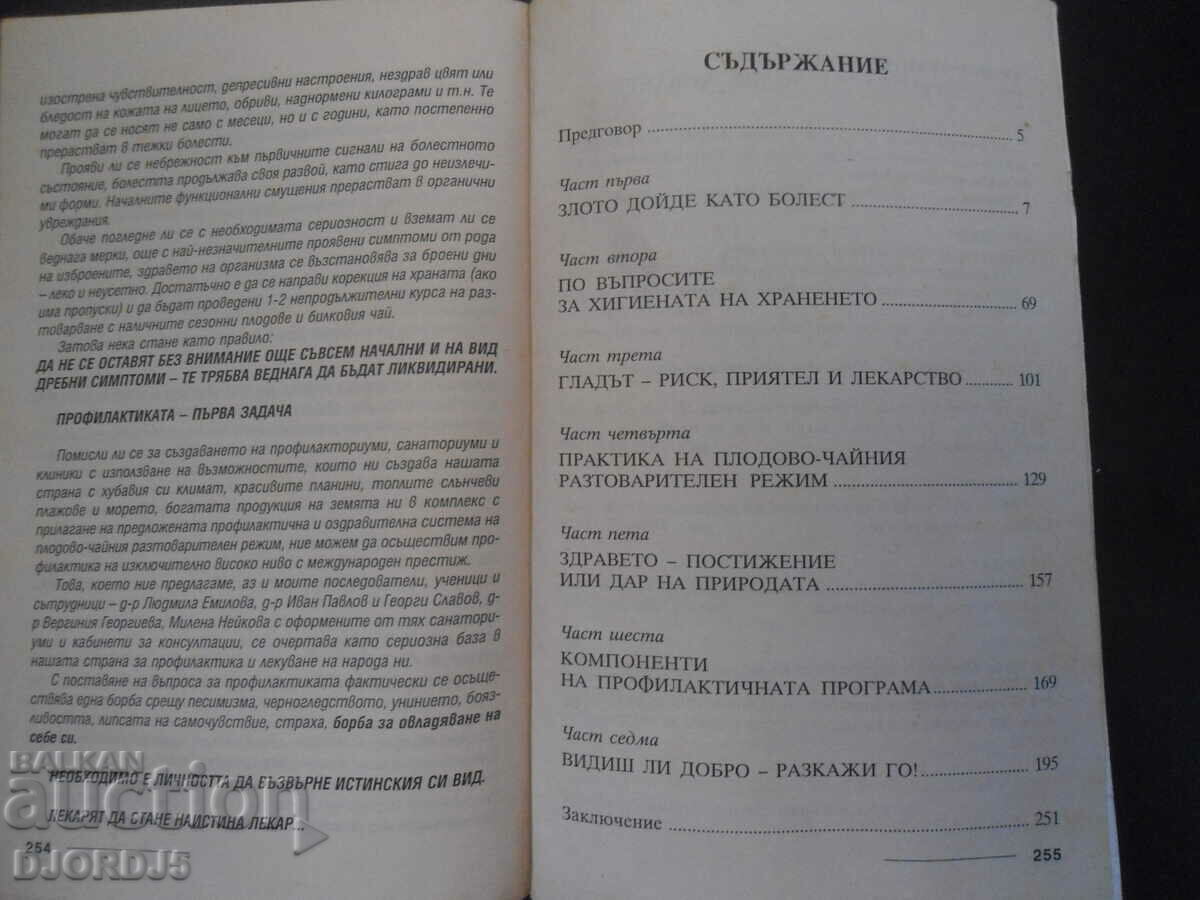 изострена чувствителност, депресивни настроения, нездрав цвят или
бледост на кожата на лицето, обриви, наднормени килограми и т.н. Те
могат да се носят не само с месеци, но и с години, като постепенно
прерастват в тежки болести.
Прояви ли се небрежност към първичните сигнали на болестното
състояние, болестта продължава своя развой, като стига до неизлечи-
ми форми. Началните функционални смущения прерастват в органични
увреждания.
Обаче погледне ли се с необходимата сериозност и вземат ли се
веднага мерки, още с най-незначителните проявени симптоми от рода
на изброените, здравето на организма се възстановява за броени дни
– леко и неусетно. Достатъчно е да се направи корекция на храната (ако
има пропуски) и да бъдат проведени 1-2 непродължителни курса на раз-
товарване с наличните сезонни плодове и билковия чай.
Затова нека стане като правило:
ДА НЕ СЕ ОСТАВЯТ БЕЗ ВНИМАНИЕ ОЩЕ СЪВСЕМ НАЧАЛНИ И НА ВИД
ДРЕБНИ СИМПТОМИ – ТЕ ТРЯБВА ВЕДНАГА ДА БЪДАТ ЛИКВИДИРАНИ.
ПРОФИЛАКТИКАТА – ПЪРВА ЗАДАЧА
Помисли ли се за създаването на профилакториуми, санаториуми и
клиники с използване на възможностите, които ни създава нашата
страна с хубавия си климат, красивите планини, топлите слънчеви
плажове и морето, богатата продукция на земята ни в комплекс с
прилагане на предложената профилактична и оздравителна система на
плодово-чайния разтоварителен режим, ние можем да осъществим про-
филактика на изключително високо ниво с международен престиж.
Това, което ние предлагаме, аз и моите последователи, ученици и
сътрудници – д-р Людмила Емилова, д-р Иван Павлов и Георги Славов, д-
р Вергиния Георгиева, Милена Нейкова с оформените от тях санатори-
уми и кабинети за консултации, се очертава като сериозна база в
нашата страна за профилактика и лекуване на народа ни.
С поставяне на въпроса за профилактиката фактически се осъщес-
твява една борба срещу песимизма, черногледството, унинието, бояз-
ливостта, липсата на самочувствие, страха, борба за овладяване на
себе си.
НЕОБХОДИМО Е ЛИЧНОСТТА ДА ВЪЗВЪРНЕ ИСТИНСКИЯ СИ ВИД.
ЛЕКАРЯТ ДА СТАНЕ НАИСТИНА ЛЕКАР...
254
BALKAN
auction
DJORDJ5
СЪДЪРЖАНИЕ
Предговор ........ 5
Част първа
ЗЛОТО ДОЙДЕ КАТО БОЛЕСТ ........ 7
Част втора
ПО ВЪПРОСИТЕ
ЗА ХИГИЕНАТА НА ХРАНЕНЕТО ........ 69
Част трета
ГЛАДЪТ – РИСК, ПРИЯТЕЛ И ЛЕКАРСТВО ........ 101
Част четвърта
ПРАКТИКА НА ПЛОДОВО-ЧАЙНИЯ
РАЗТОВАРИТЕЛЕН РЕЖИМ ........ 129
Част пета
ЗДРАВЕТО – ПОСТИЖЕНИЕ
ИЛИ ДАР НА ПРИРОДАТА ........ 157
Част шеста
КОМПОНЕНТИ
НА ПРОФИЛАКТИЧНАТА ПРОГРАМА ........ 169
Част седма
ВИДИШ ЛИ ДОБРО – РАЗКАЖИ ГО! ........ 195
Заключение ........ 251
255